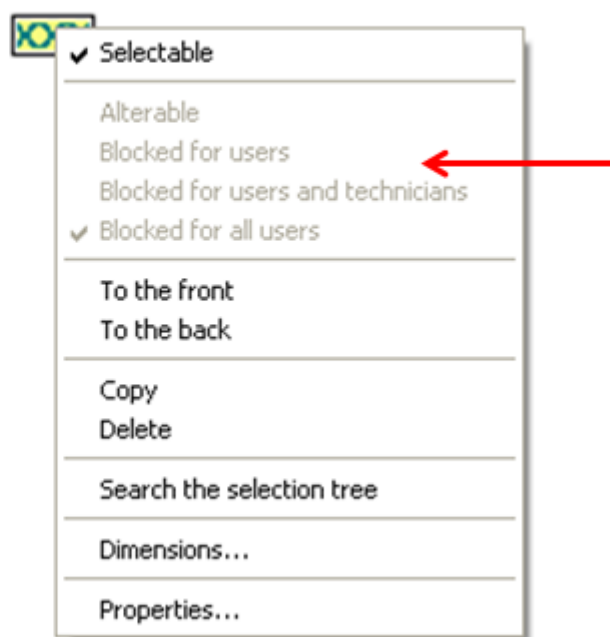 Selectable
Alterable
Blocked for users
Blocked for users and technicians
Blocked for all users
To the front
To the back
Copy
Delete
Search the selection tree
Dimensions...
Properties...